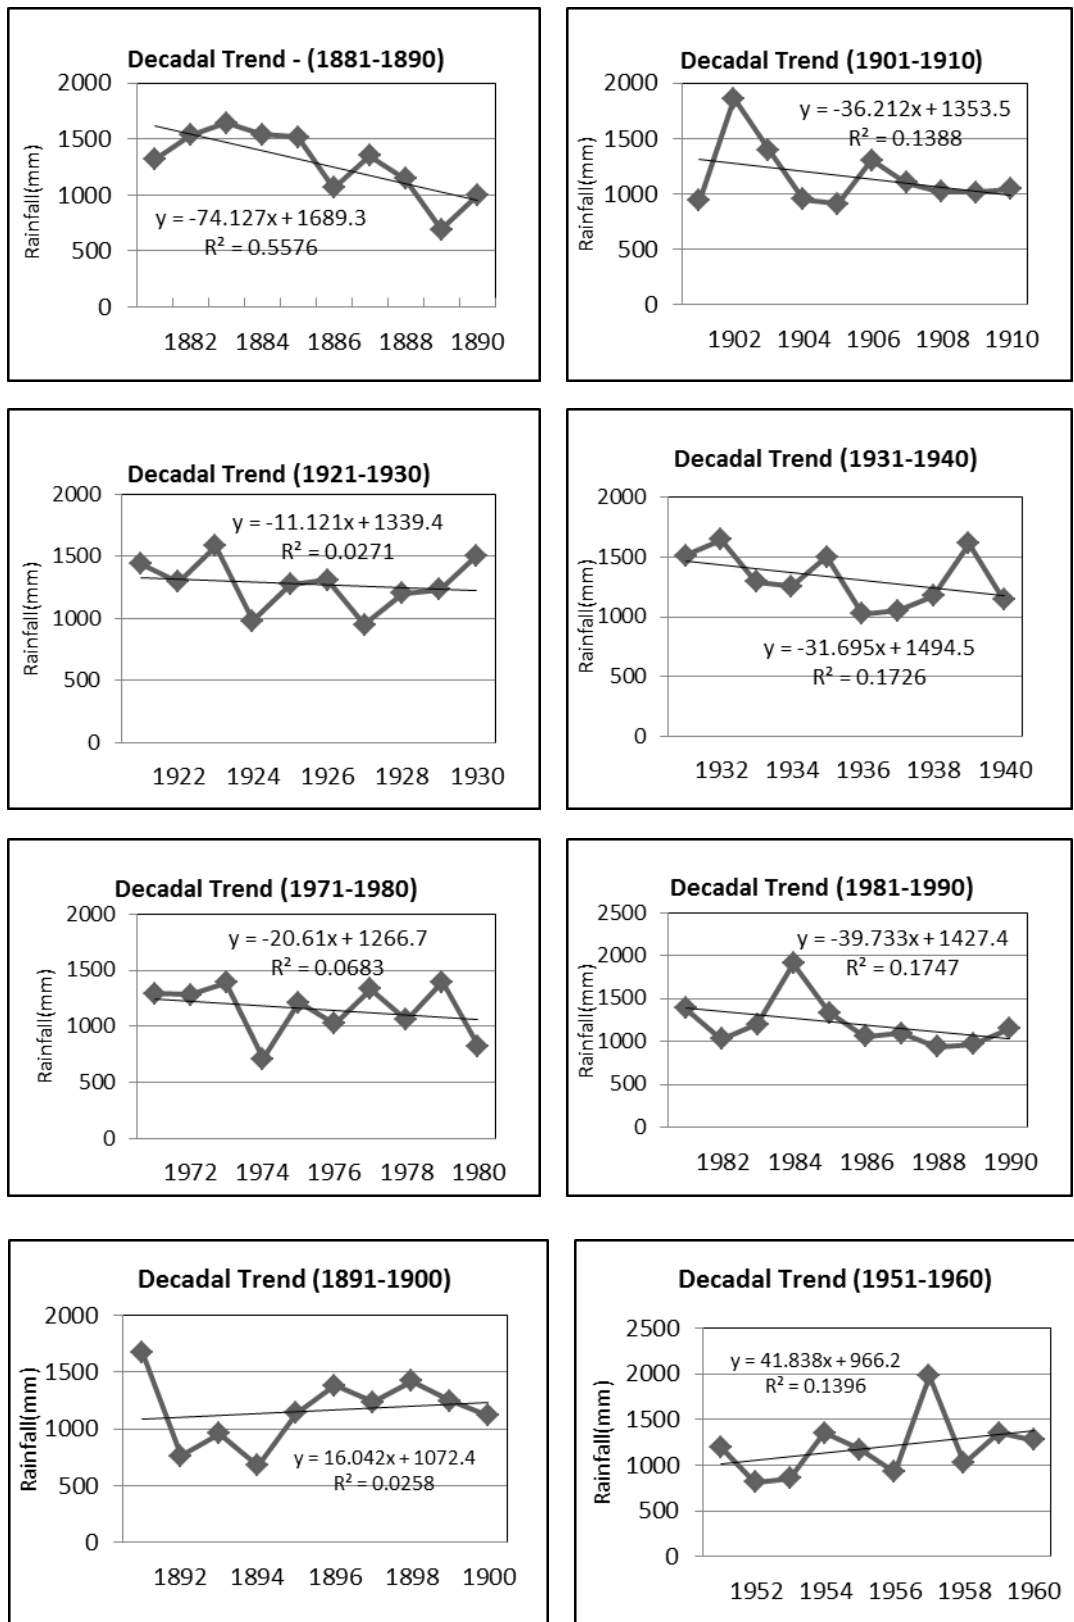 Decadal Trend - (1881-1890)
Rainfall(mm)
2000
1500
1000
500
0
y = -74.127x + 1689.3
R² = 0.5576
1882 1884 1886 1888 1890
Decadal Trend (1901-1910)
Rainfall(mm)
2000
1500
1000
500
0
y = -36.212x + 1353.5
R² = 0.1388
1902 1904 1906 1908 1910
Decadal Trend (1921-1930)
Rainfall(mm)
2000
1500
1000
500
0
y = -11.121x + 1339.4
R² = 0.0271
1922 1924 1926 1928 1930
Decadal Trend (1931-1940)
Rainfall(mm)
2000
1500
1000
500
0
y = -31.695x + 1494.5
R² = 0.1726
1932 1934 1936 1938 1940
Decadal Trend (1971-1980)
Rainfall(mm)
2000
1500
1000
500
0
y = -20.61x + 1266.7
R² = 0.0683
1972 1974 1976 1978 1980
Decadal Trend (1981-1990)
Rainfall(mm)
2500
2000
1500
1000
500
0
y = -39.733x + 1427.4
R² = 0.1747
1982 1984 1986 1988 1990
Decadal Trend (1891-1900)
Rainfall(mm)
2000
1500
1000
500
0
y = 16.042x + 1072.4
R² = 0.0258
1892 1894 1896 1898 1900
Decadal Trend (1951-1960)
Rainfall(mm)
2500
2000
1500
1000
500
0
y = 41.838x + 966.2
R² = 0.1396
1952 1954 1956 1958 1960